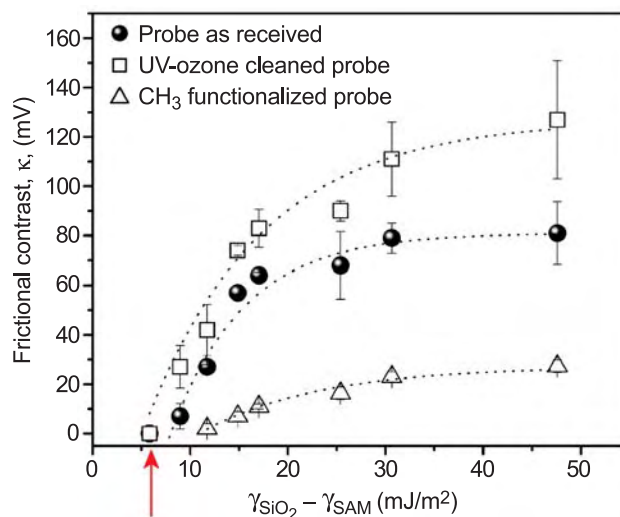 160
140
120
100
80
60
40
20
0
Frictional contrast, κ, (mV)
Probe as received
UV-ozone cleaned probe
CH₃ functionalized probe
0 10 20 30 40 50
γSiO₂ – γSAM (mJ/m²)